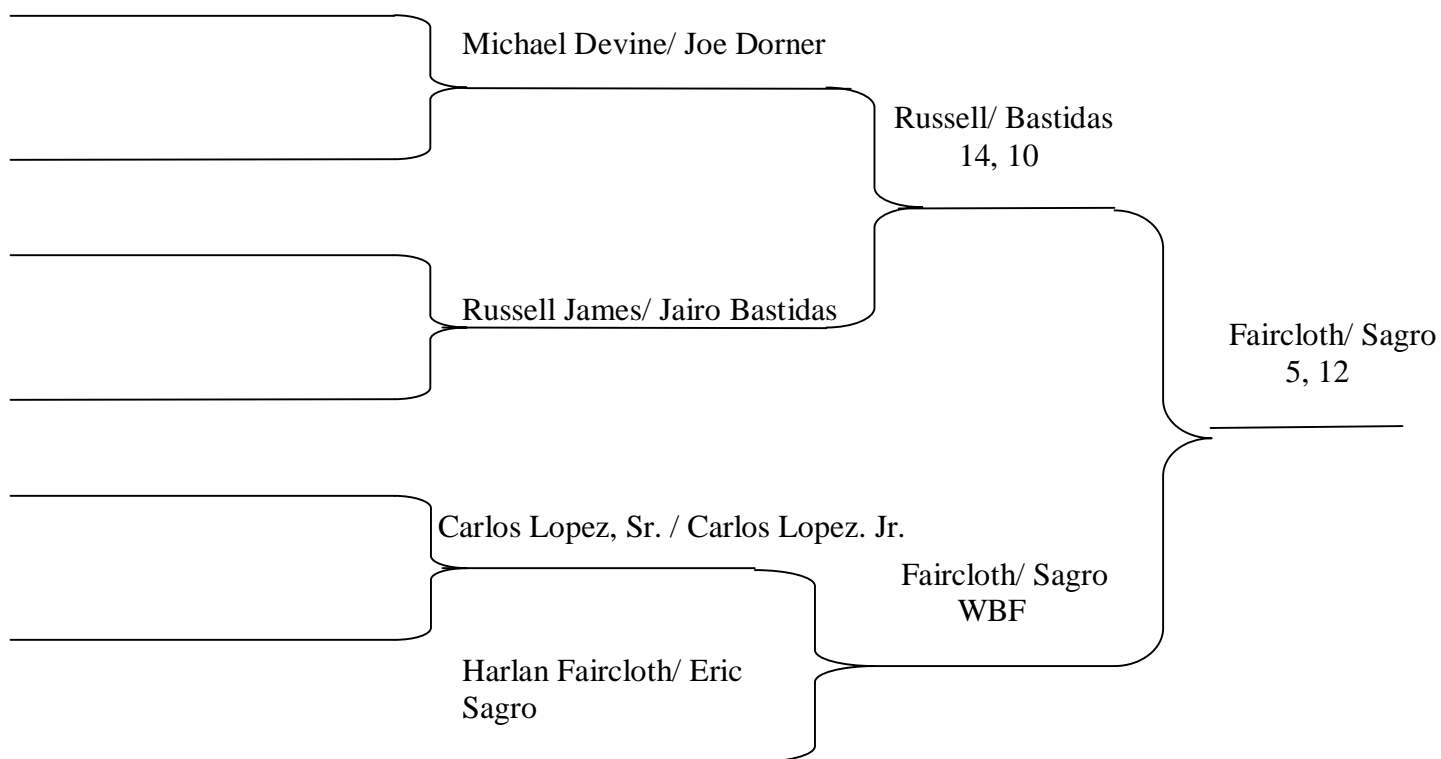 Michael Devine/ Joe Dorner
Russell/ Bastidas
14, 10
Russell James/ Jairo Bastidas
Faircloth/ Sagro
5, 12
Carlos Lopez, Sr. / Carlos Lopez. Jr.
Faircloth/ Sagro
WBF
Harlan Faircloth/ Eric
Sagro